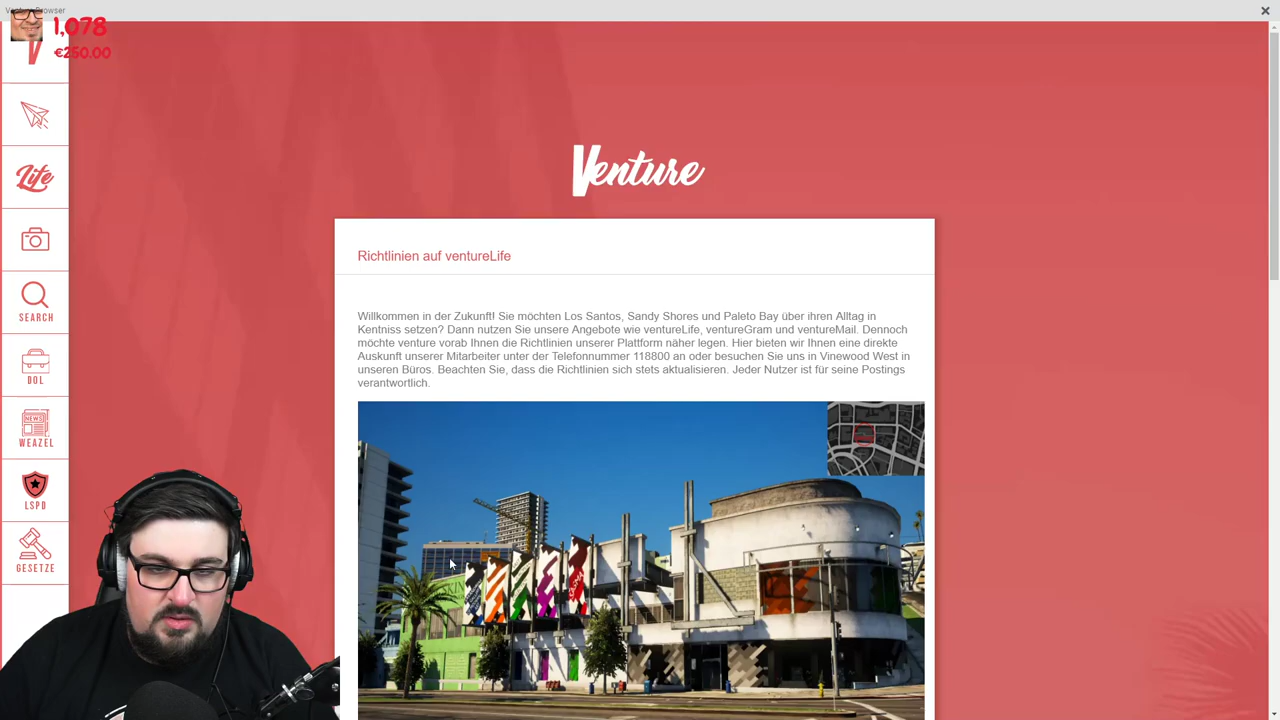 Venture Browser
1,078
€250.00
V
Life
SEARCH
DOL
NEWS
WEAZEL
LSPD
GESETZE
Venture
Richtlinien auf ventureLife
Willkommen in der Zukunft! Sie möchten Los Santos, Sandy Shores und Paleto Bay über ihren Alltag in
Kentniss setzen? Dann nutzen Sie unsere Angebote wie ventureLife, ventureGram und ventureMail. Dennoch
möchte venture vorab Ihnen die Richtlinien unserer Plattform näher legen. Hier bieten wir Ihnen eine direkte
Auskunft unserer Mitarbeiter unter der Telefonnummer 118800 an oder besuchen Sie uns in Vinewood West in
unseren Büros. Beachten Sie, dass die Richtlinien sich stets aktualisieren. Jeder Nutzer ist für seine Postings
verantwortlich.